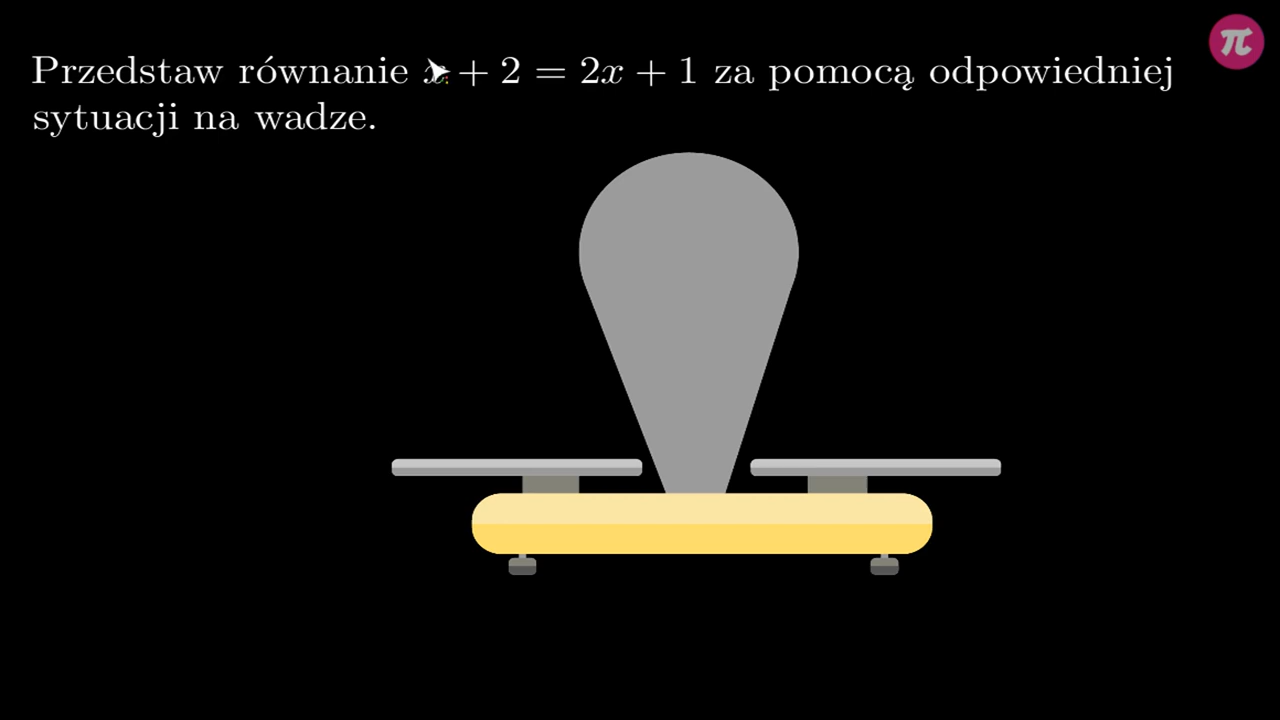 Przedstaw równanie x + 2 = 2x + 1 za pomocą odpowiedniej
sytuacji na wadze.
π